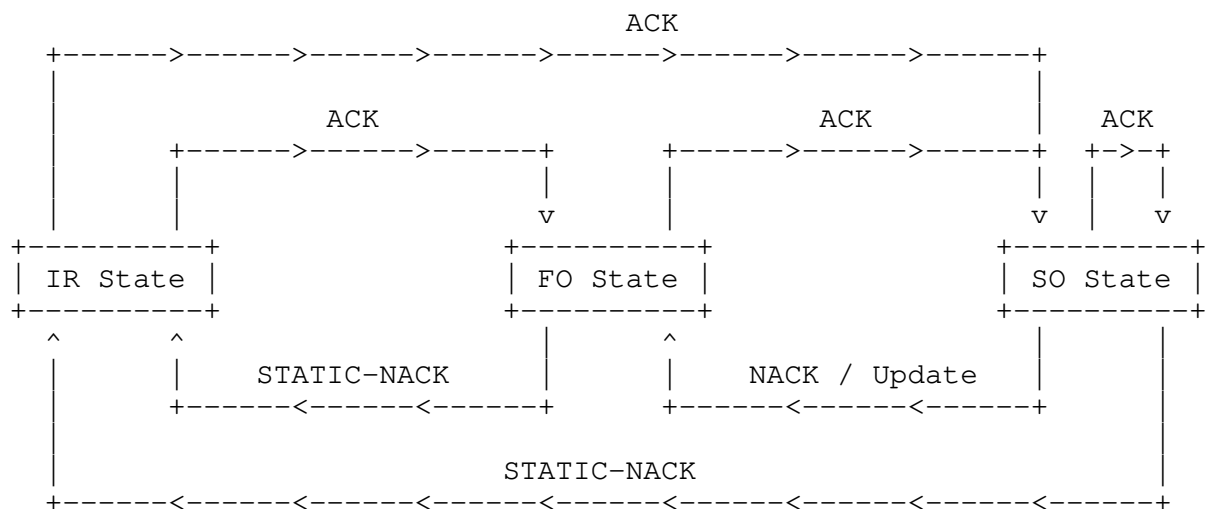 ACK
ACK ACK ACK
IR State FO State SO State
STATIC-NACK NACK / Update
STATIC-NACK